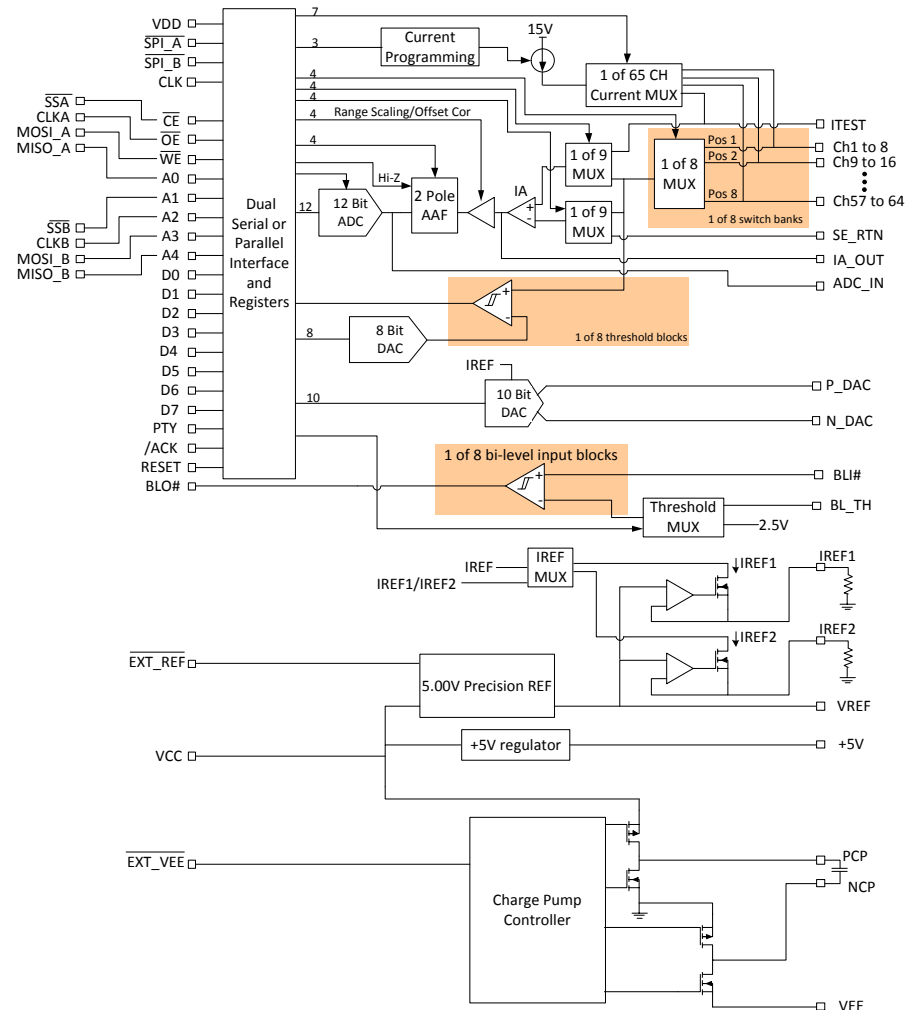 7
VDD
SPI_A
SPI_B
CLK
SSA
CLKA
MOSI_A
MISO_A
CE
OE
WE
A0
SSB
CLKB
MOSI_B
MISO_B
A1
A2
A3
A4
D0
D1
D2
D3
D4
D5
D6
D7
PTY
/ACK
RESET
BLO#
Dual
Serial or
Parallel
Interface
and
Registers
3
Current
Programming
15V
1 of 65 CH
Current MUX
4
4
4
4
Range Scaling/Offset Cor
4
Hi-Z
12
12 Bit
ADC
2 Pole
AAF
IA
+
-
1 of 9
MUX
1 of 9
MUX
1 of 8
MUX
Pos 1
Pos 2
Pos 8
1 of 8 switch banks
ITEST
Ch1 to 8
Ch9 to 16
Ch57 to 64
SE_RTN
IA_OUT
ADC_IN
+
-
1 of 8 threshold blocks
8
8 Bit
DAC
IREF
10
10 Bit
DAC
P_DAC
N_DAC
1 of 8 bi-level input blocks
+
-
BLI#
Threshold
MUX
BL_TH
2.5V
IREF
IREF1/IREF2
IREF
MUX
IREF1
IREF1
IREF2
IREF2
EXT_REF
5.00V Precision REF
VREF
VCC
+5V regulator
+5V
EXT_VEE
Charge Pump
Controller
PCP
NCP
VEE